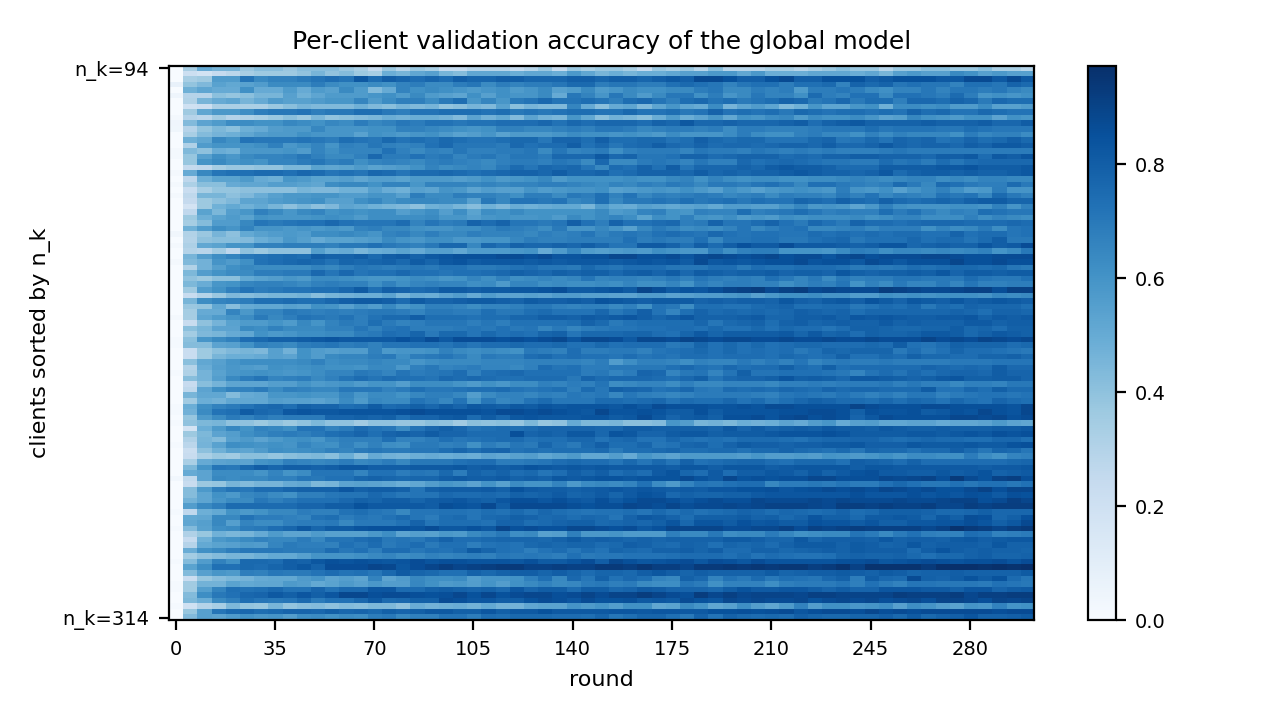 Per-client validation accuracy of the global model
n_k=94
clients sorted by n_k
n_k=314
0 35 70 105 140 175 210 245 280
round
0.8
0.6
0.4
0.2
0.0